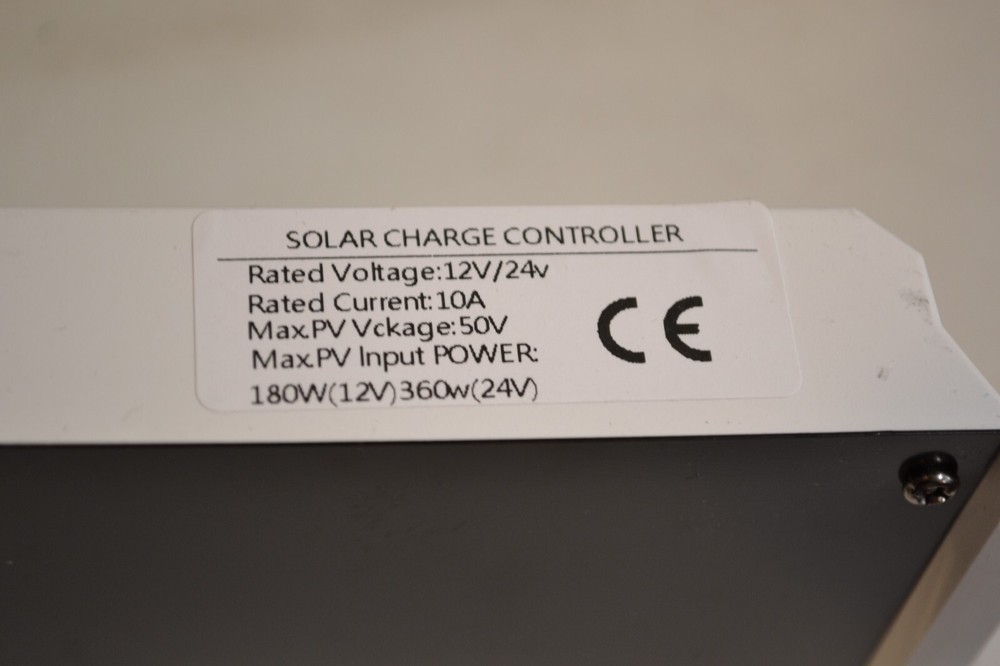 SOLAR CHARGE CONTROLLER
Rated Voltage:12V/24v
Rated Current:10A
Max.PV Vckage:50V
Max.PV Input POWER:
180W(12V)360w(24V)
CE